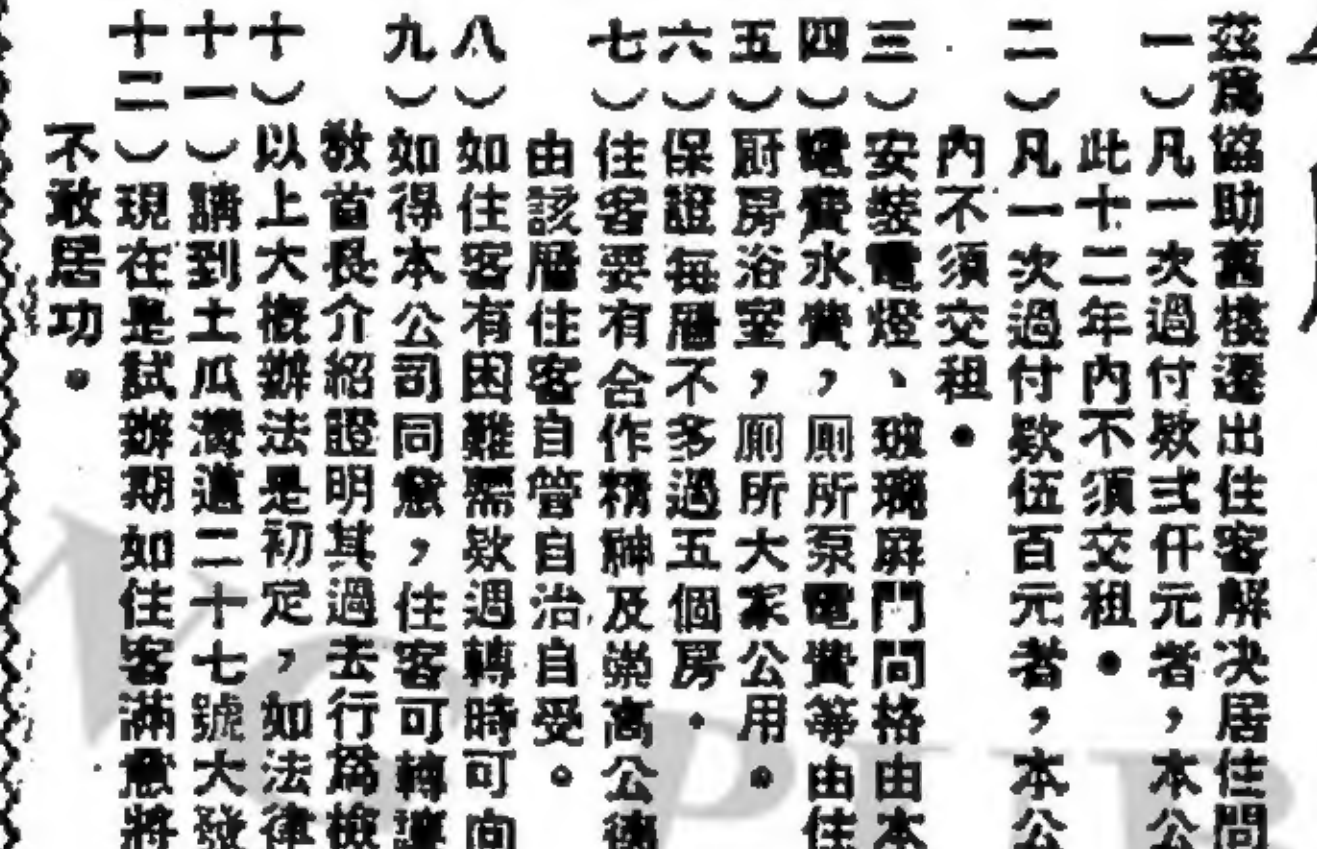 茲爲協助舊楼遷出住客解决居住問
一）凡一次過付欵弍仟元者，本公
此十二年內不須交租。
二）凡一次過付欵伍百元者，本公
內不須交租。
三）安裝電燈、玻璃屛門間格由本
四）電費水費，厠所泵電費等由住
五）厨房浴室，厠所大家公用。
六）保證每層不多過五個房。
七）住客要有合作精神及崇高公德
由該層住客自管自治自受。
八）如住客有困難需欵週轉時可向
九）如得本公司同意，住客可轉讓
敎首長介紹證明其過去行爲檢
十）以上大概辦法是初定，如法律
十一）請到土瓜灣道二十七號大發
十二）現在是試辦期如住客滿意將
不敢居功。